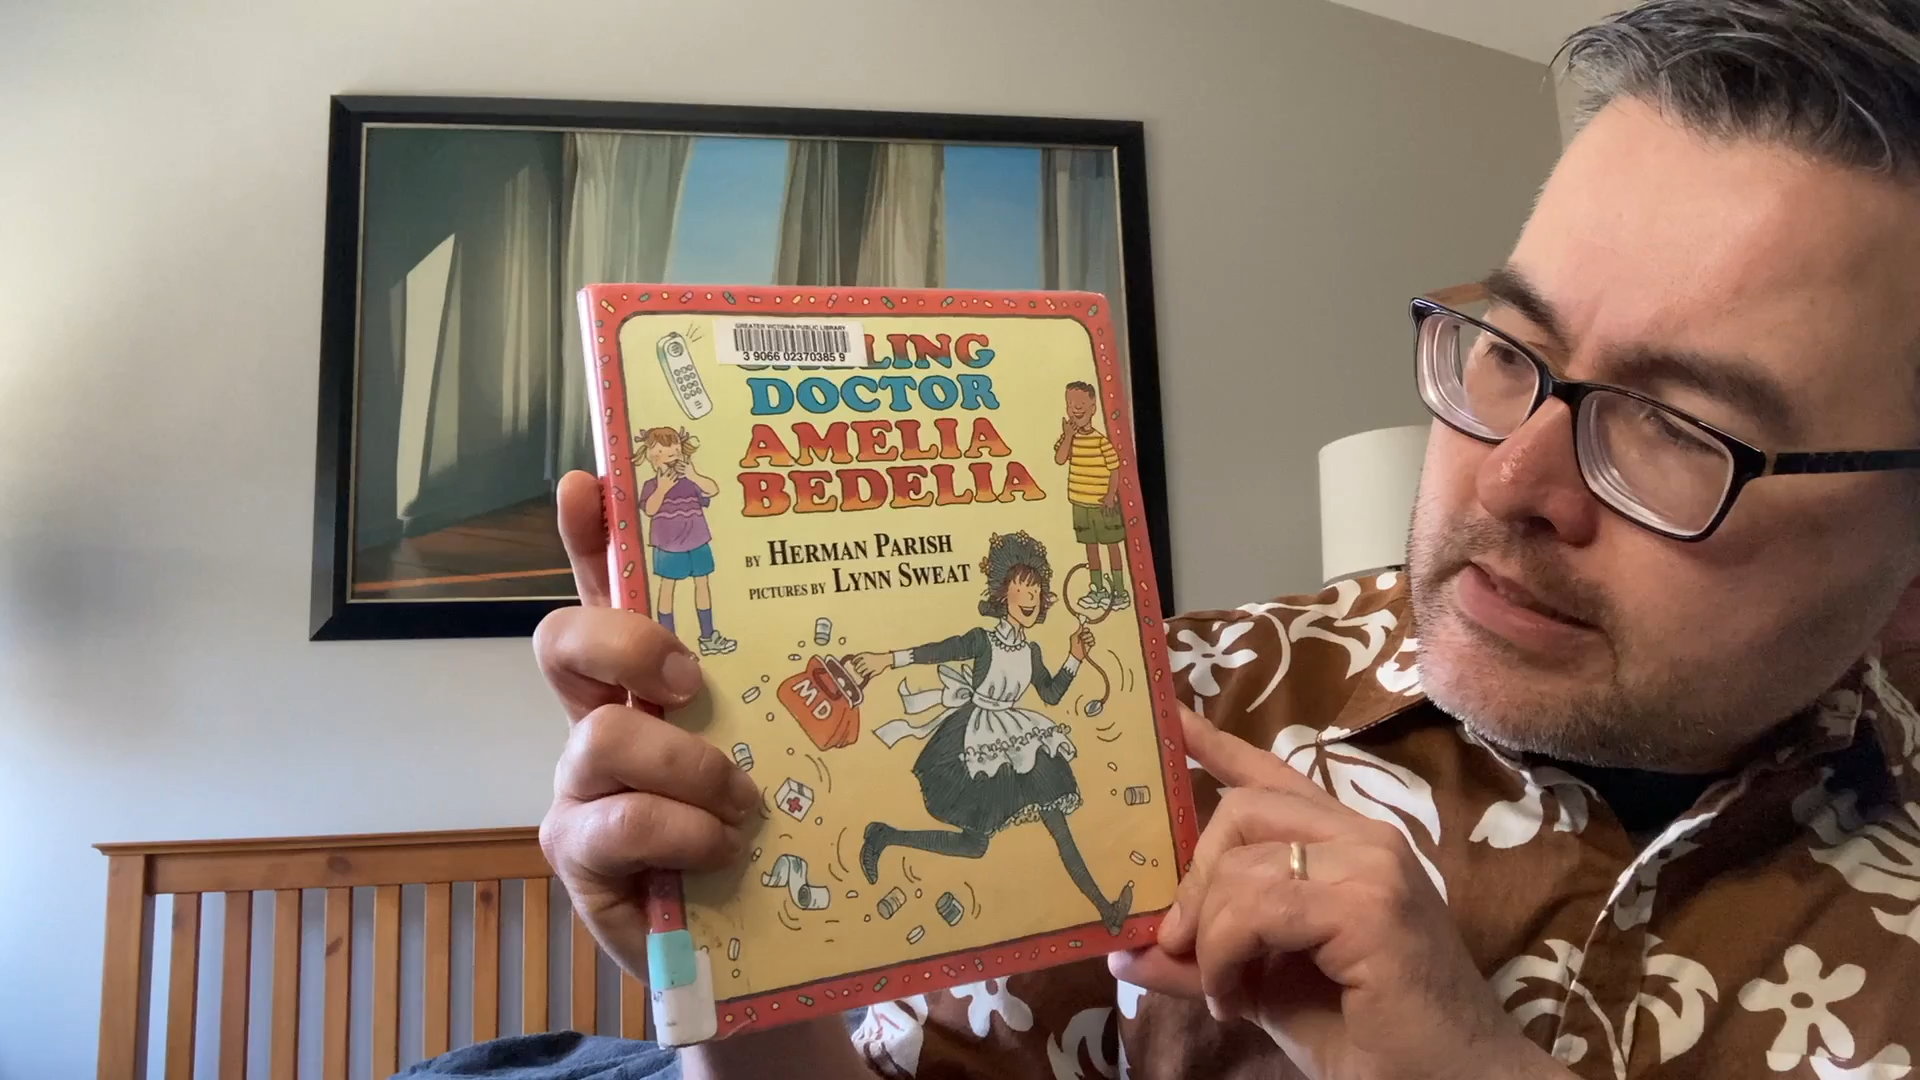 GREATER VICTORIA PUBLIC LIBRARY
3 9066 02370385 9
CALLING
DOCTOR
AMELIA
BEDELIA
BY HERMAN PARISH
PICTURES BY LYNN SWEAT
MD